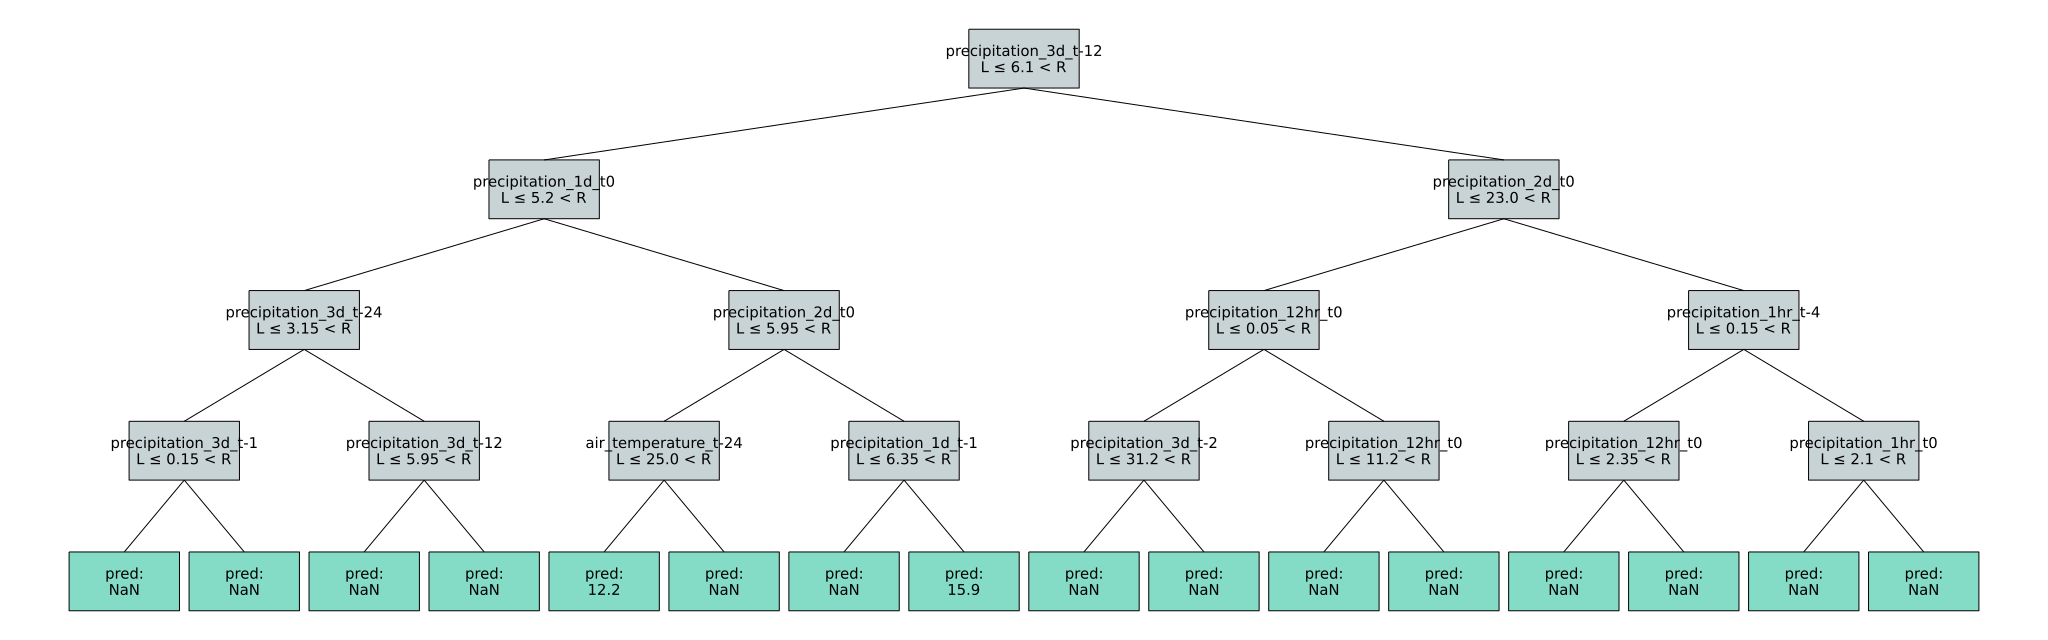 precipitation_3d_t-12
L ≤ 6.1 < R
precipitation_1d_t0
L ≤ 5.2 < R
precipitation_2d_t0
L ≤ 23.0 < R
precipitation_3d_t-24
L ≤ 3.15 < R
precipitation_2d_t0
L ≤ 5.95 < R
precipitation_12hr_t0
L ≤ 0.05 < R
precipitation_1hr_t-4
L ≤ 0.15 < R
precipitation_3d_t-1
L ≤ 0.15 < R
precipitation_3d_t-12
L ≤ 5.95 < R
air_temperature_t-24
L ≤ 25.0 < R
precipitation_1d_t-1
L ≤ 6.35 < R
precipitation_3d_t-2
L ≤ 31.2 < R
precipitation_12hr_t0
L ≤ 11.2 < R
precipitation_12hr_t0
L ≤ 2.35 < R
precipitation_1hr_t0
L ≤ 2.1 < R
pred:
NaN
pred:
NaN
pred:
NaN
pred:
NaN
pred:
12.2
pred:
NaN
pred:
NaN
pred:
15.9
pred:
NaN
pred:
NaN
pred:
NaN
pred:
NaN
pred:
NaN
pred:
NaN
pred:
NaN
pred:
NaN